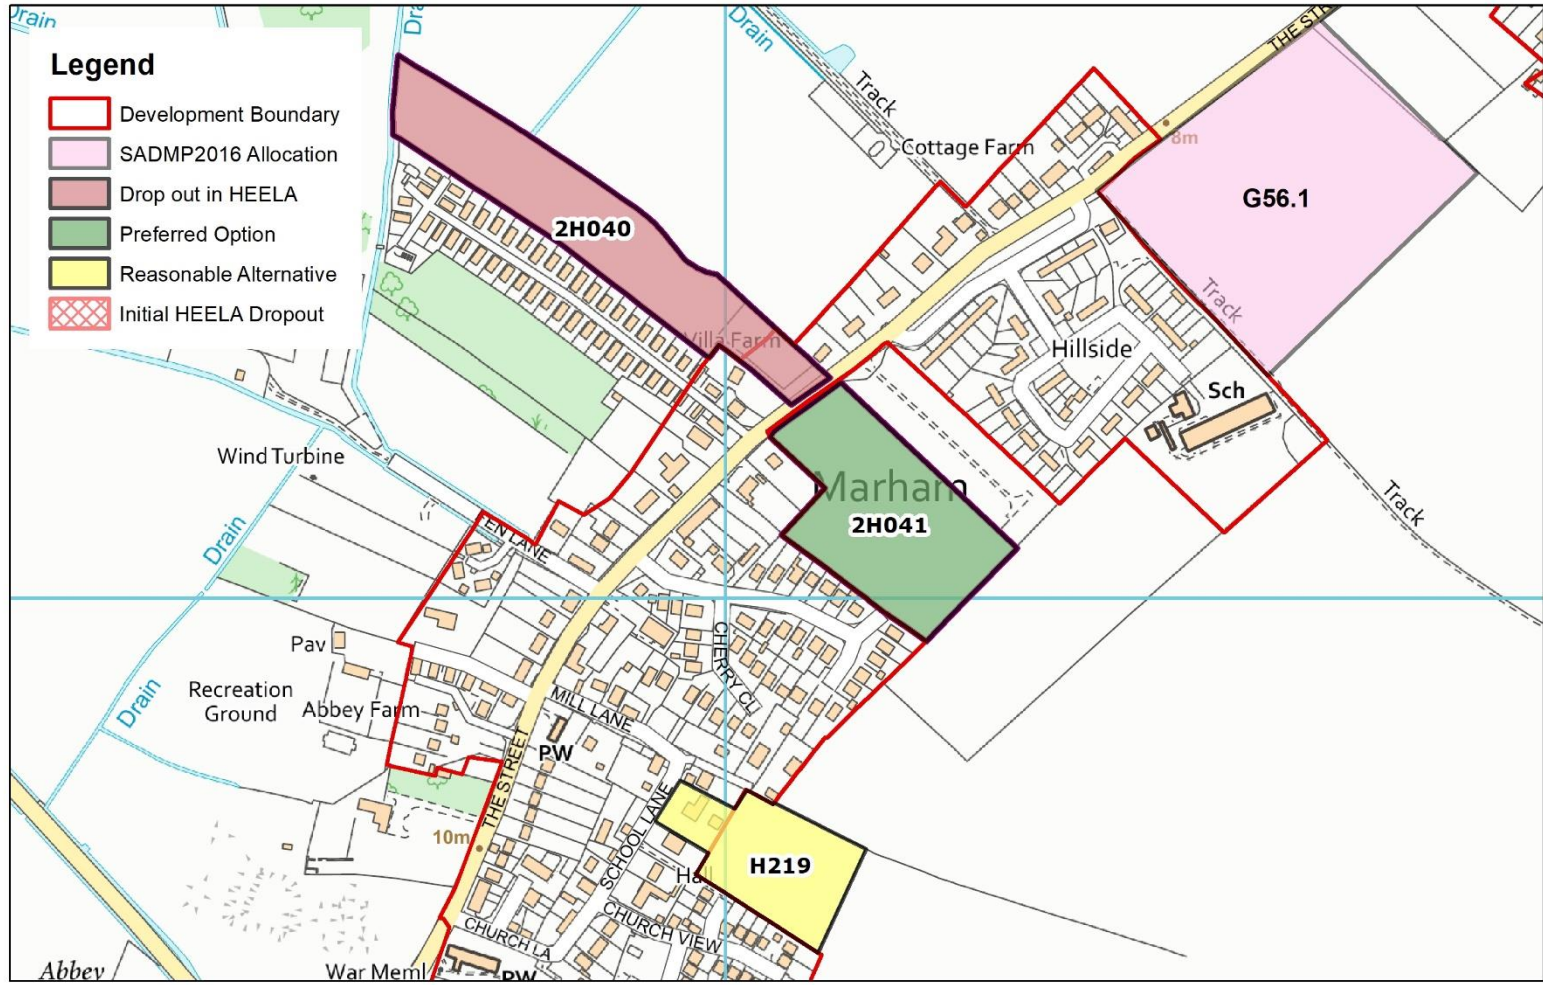 Drain
Drain
Drain
THE STR
Legend
Development Boundary
SADMP2016 Allocation
Drop out in HEELA
Preferred Option
Reasonable Alternative
Initial HEELA Dropout
Track
Cottage Farm
8m
G56.1
2H040
Track
Villa Farm
Hillside
Sch
Wind Turbine
Marham
2H041
Track
Drain
EN LANE
Pav
CHERRY CL
Recreation
Ground
Abbey Farm
Drain
MILL LANE
PW
THE STREET
10m
SCHOOL LANE
H219
Hall
CHURCH VIEW
CHURCH LA
War Meml
PW
Abbey